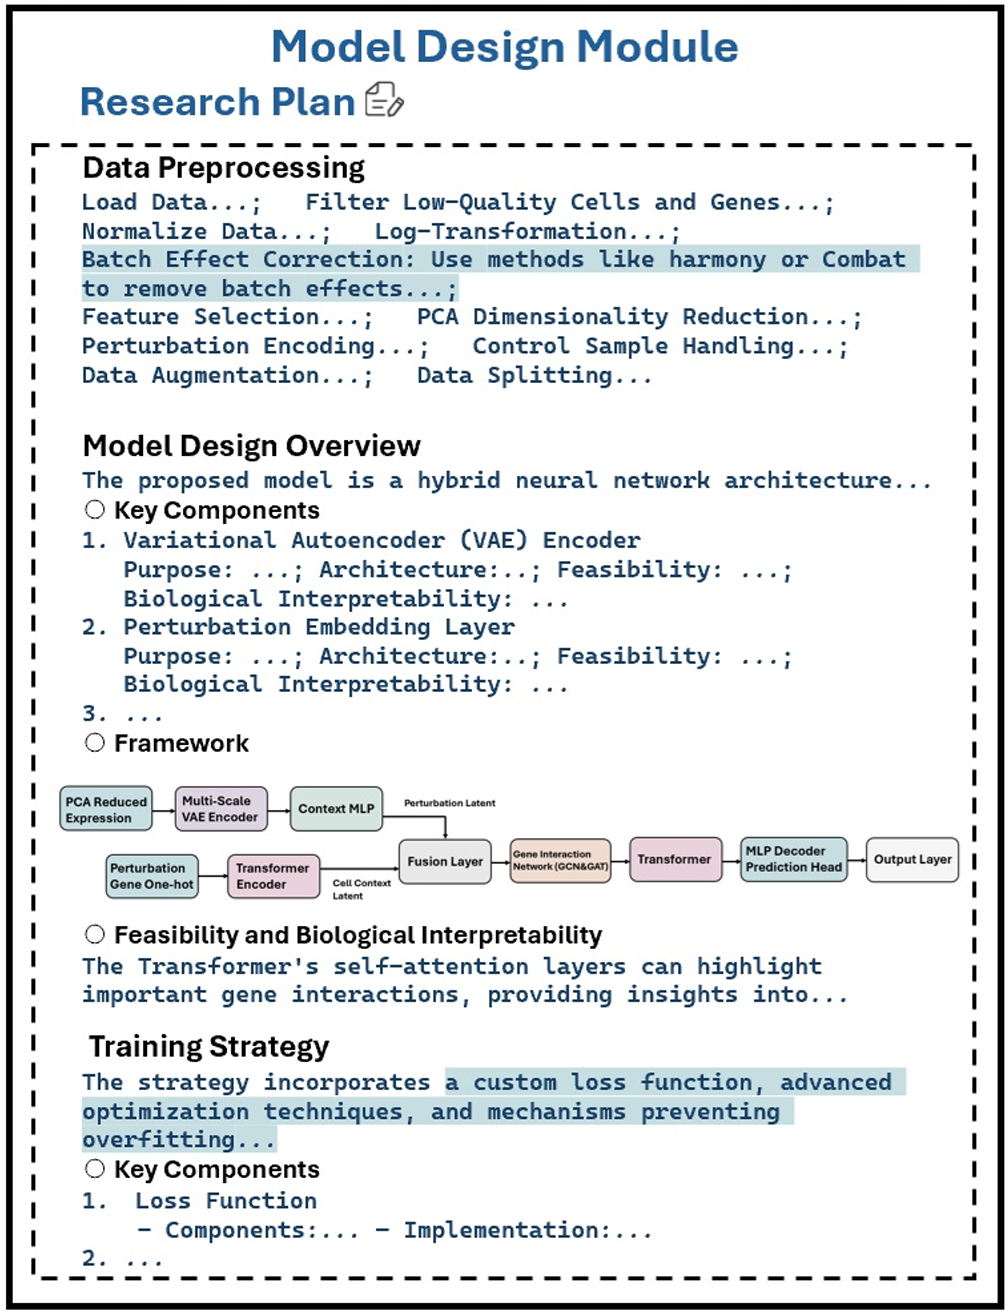 Model Design Module
Research Plan
Data Preprocessing
Load Data...; Filter Low-Quality Cells and Genes...;
Normalize Data...; Log-Transformation...;
Batch Effect Correction: Use methods like harmony or Combat
to remove batch effects...;
Feature Selection...; PCA Dimensionality Reduction...;
Perturbation Encoding...; Control Sample Handling...;
Data Augmentation...; Data Splitting...
Model Design Overview
The proposed model is a hybrid neural network architecture...
○ Key Components
1. Variational Autoencoder (VAE) Encoder
Purpose: ...; Architecture:..; Feasibility: ...;
Biological Interpretability: ...
2. Perturbation Embedding Layer
Purpose: ...; Architecture:..; Feasibility: ...;
Biological Interpretability: ...
3. ...
○ Framework
PCA Reduced
Expression
Multi-Scale
VAE Encoder
Context MLP
Perturbation Latent
Perturbation
Gene One-hot
Transformer
Encoder
Cell Context
Latent
Fusion Layer
Gene Interaction
Network (GCN&GAT)
Transformer
MLP Decoder
Prediction Head
Output Layer
○ Feasibility and Biological Interpretability
The Transformer's self-attention layers can highlight
important gene interactions, providing insights into...
Training Strategy
The strategy incorporates a custom loss function, advanced
optimization techniques, and mechanisms preventing
overfitting...
○ Key Components
1. Loss Function
– Components:... – Implementation:...
2. ...